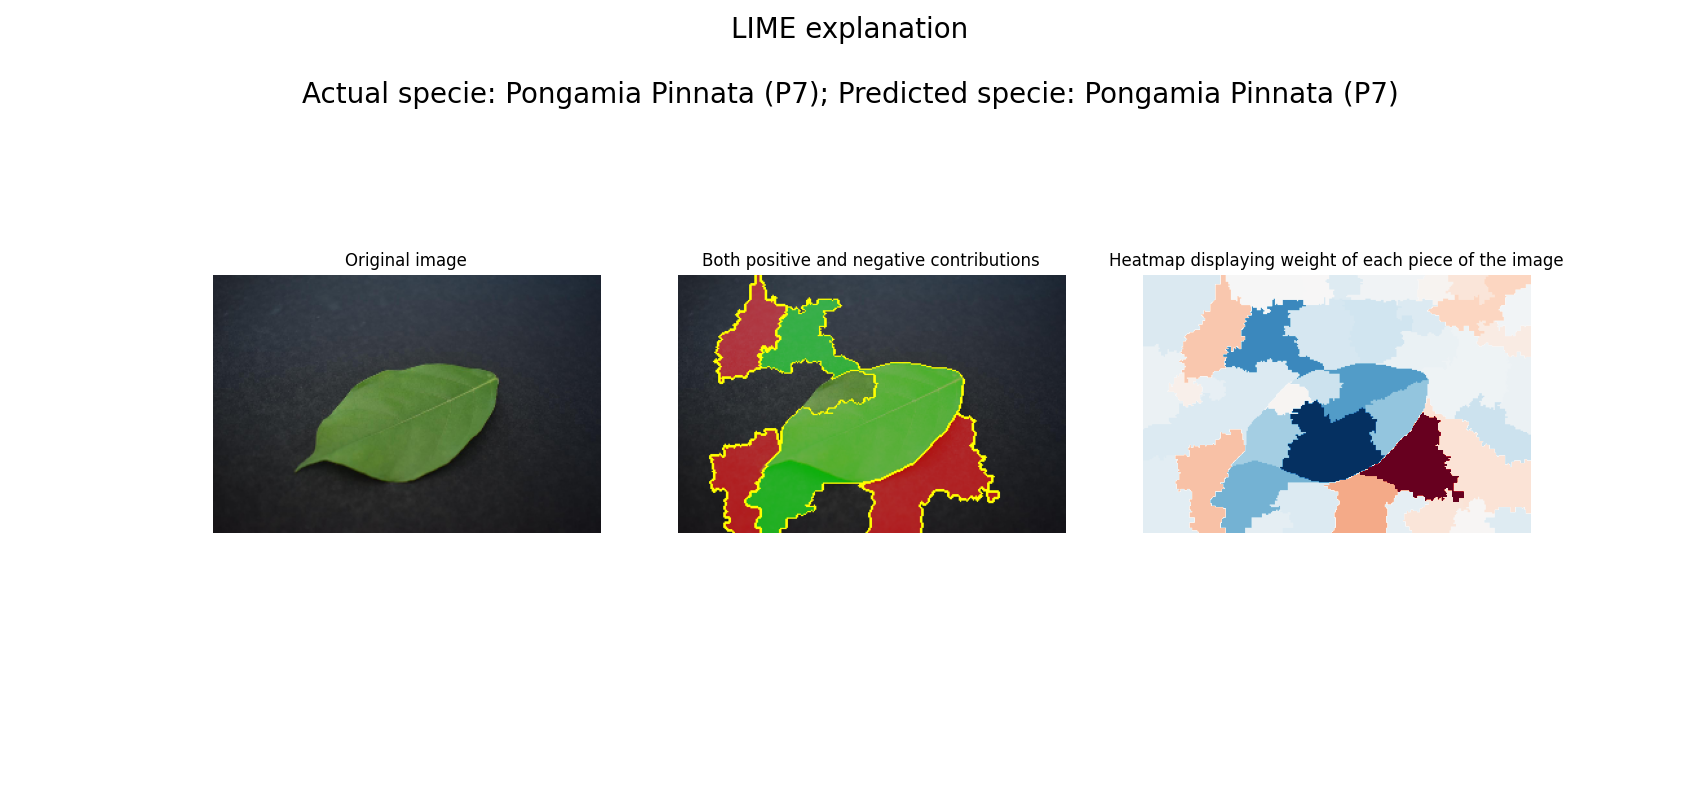 LIME explanation
Actual specie: Pongamia Pinnata (P7); Predicted specie: Pongamia Pinnata (P7)
Original image
Both positive and negative contributions
Heatmap displaying weight of each piece of the image